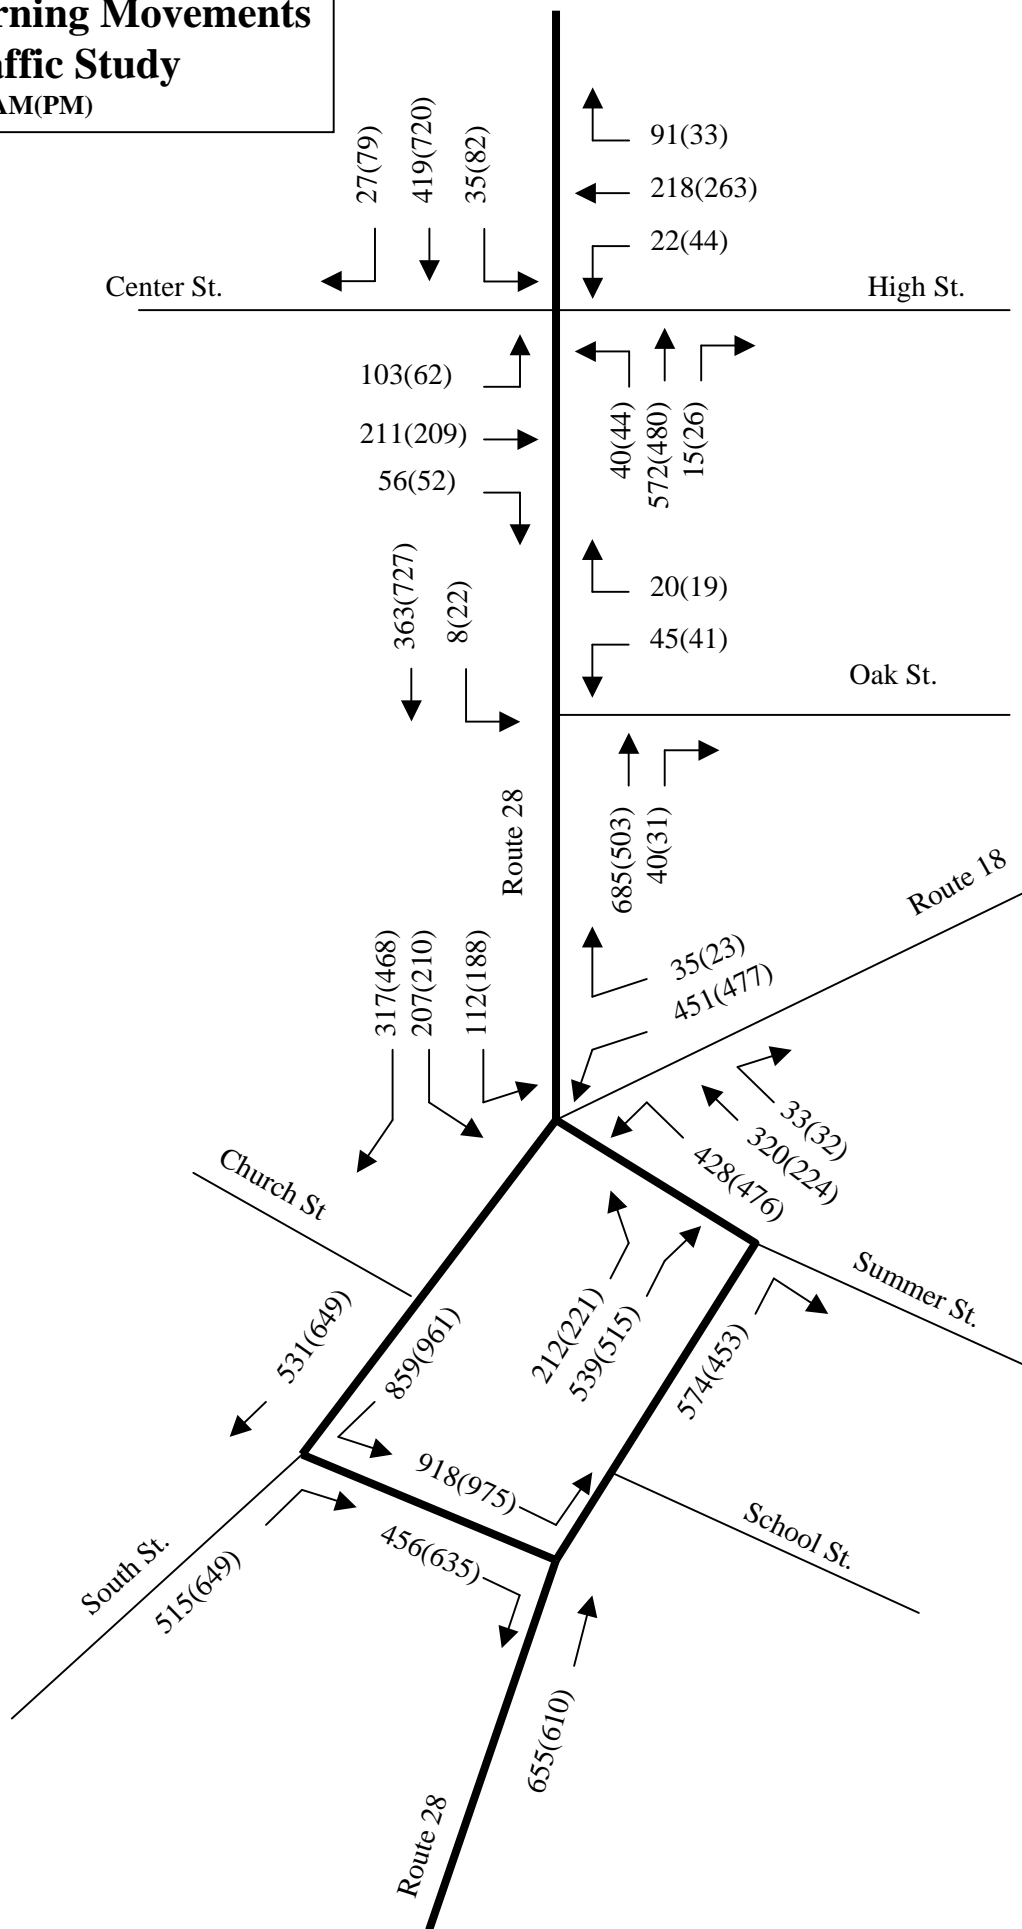 rning Movements
affic Study
AM(PM)
27(79)
419(720)
35(82)
91(33)
218(263)
22(44)
Center St.
High St.
103(62)
211(209)
56(52)
40(44)
572(480)
15(26)
363(727)
8(22)
20(19)
45(41)
Oak St.
Route 28
685(503)
40(31)
Route 18
317(468)
207(210)
112(188)
35(23)
451(477)
33(32)
320(224)
428(476)
Church St
Summer St.
531(649)
859(961)
212(221)
539(515)
574(453)
918(975)
456(635)
School St.
South St.
515(649)
655(610)
Route 28